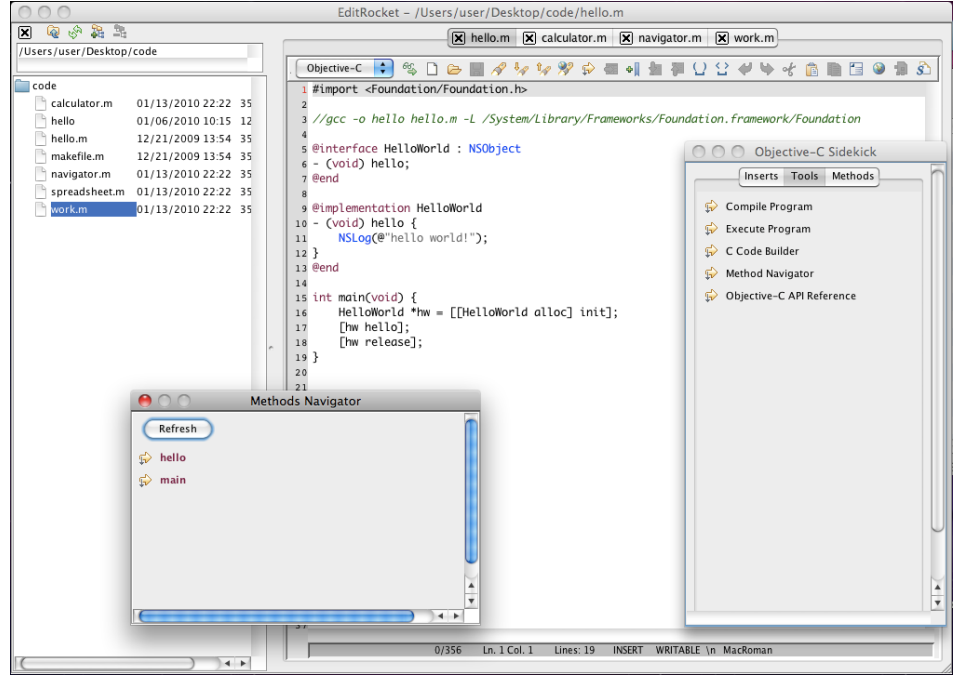 EditRocket – /Users/user/Desktop/code/hello.m
/Users/user/Desktop/code
code
calculator.m 01/13/2010 22:22 35
hello 01/06/2010 10:15 12
hello.m 12/21/2009 13:54 35
makefile.m 12/21/2009 13:54 35
navigator.m 01/13/2010 22:22 35
spreadsheet.m 01/13/2010 22:22 35
work.m 01/13/2010 22:22 35
hello.m calculator.m navigator.m work.m
Objective-C
1 #import <Foundation/Foundation.h>
2
3 //gcc -o hello hello.m -L /System/Library/Frameworks/Foundation.framework/Foundation
4
5 @interface HelloWorld : NSObject
6 - (void) hello;
7 @end
8
9 @implementation HelloWorld
10 - (void) hello {
11 NSLog(@"hello world!");
12 }
13 @end
14
15 int main(void) {
16 HelloWorld *hw = [[HelloWorld alloc] init];
17 [hw hello];
18 [hw release];
19 }
20
21
Objective-C Sidekick
Inserts Tools Methods
Compile Program
Execute Program
C Code Builder
Method Navigator
Objective-C API Reference
Methods Navigator
Refresh
hello
main
0/356 Ln. 1 Col. 1 Lines: 19 INSERT WRITABLE \n MacRoman